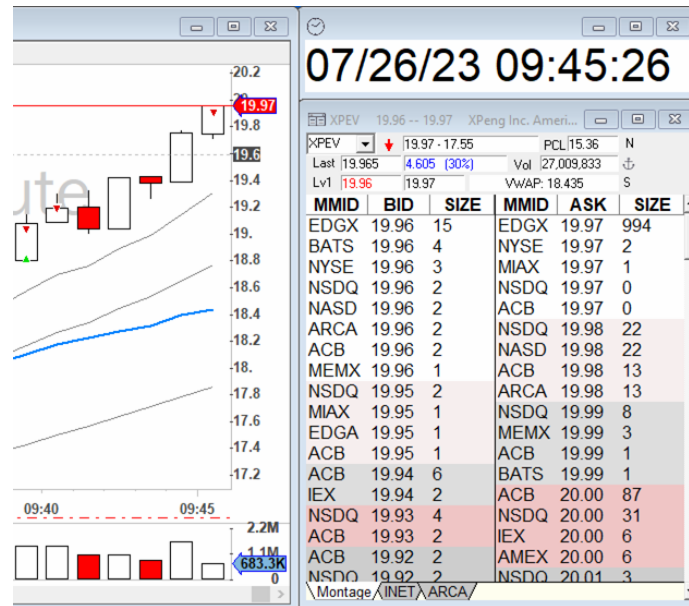 07/26/23 09:45:26
20.2
19.97
19.8
19.6
19.4
19.2
19.
18.8
18.6
18.4
18.2
18.
17.8
17.6
17.4
17.2
ute
09:40 09:45
2.2M
1.1M
683.3K
0
XPEV 19.96 -- 19.97 XPeng Inc. Ameri...
XPEV 19.97 - 17.55 PCL 15.36 N
Last 19.965 4.605 (30%) Vol 27,009,833
Lv1 19.96 19.97 VWAP: 18.435 S
MMID BID SIZE MMID ASK SIZE
EDGX 19.96 15 EDGX 19.97 994
BATS 19.96 4 NYSE 19.97 2
NYSE 19.96 3 MIAX 19.97 1
NSDQ 19.96 2 NSDQ 19.97 0
NASD 19.96 2 ACB 19.97 0
ARCA 19.96 2 NSDQ 19.98 22
ACB 19.96 2 NASD 19.98 22
MEMX 19.96 1 ACB 19.98 13
NSDQ 19.95 2 ARCA 19.98 13
MIAX 19.95 1 NSDQ 19.99 8
EDGA 19.95 1 MEMX 19.99 3
ACB 19.95 1 ACB 19.99 1
ACB 19.94 6 BATS 19.99 1
IEX 19.94 2 ACB 20.00 87
NSDQ 19.93 4 NSDQ 20.00 31
ACB 19.93 2 IEX 20.00 6
ACB 19.92 2 AMEX 20.00 6
NSDQ 19.92 2 NSDQ 20.01 3
Montage INET ARCA